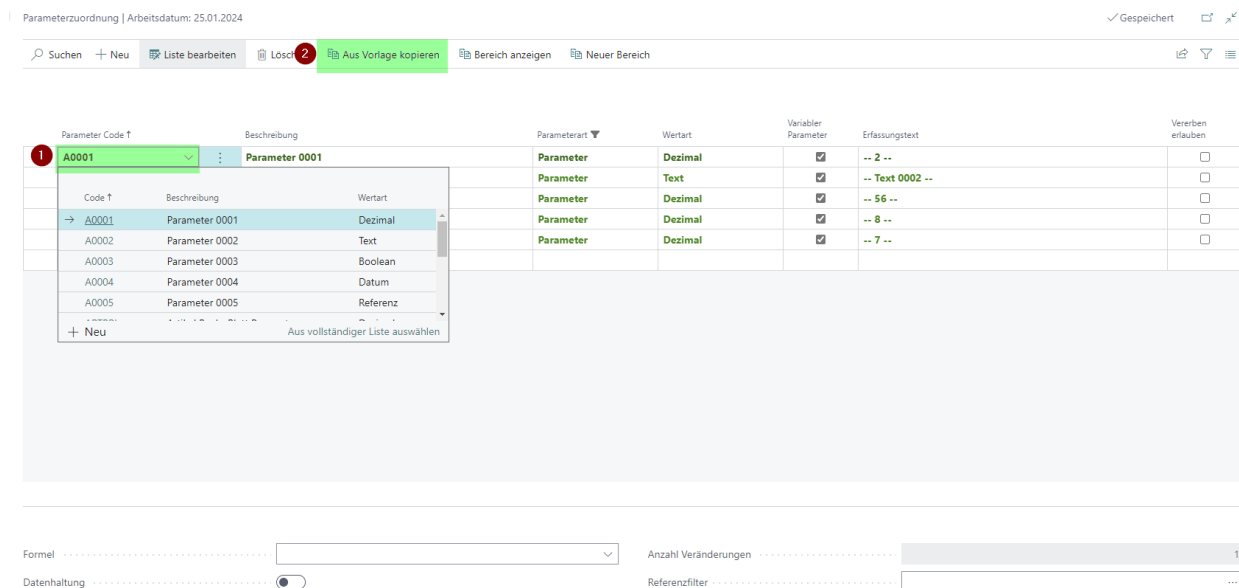 Parameterzuordnung | Arbeitsdatum: 25.01.2024
Gespeichert
Suchen Neu Liste bearbeiten 2 Aus Vorlage kopieren Bereich anzeigen Neuer Bereich
Variabler Vererben
Parameter Code ↑ Beschreibung Parameterart Wertart Parameter Erfassungstext erlauben
1 A0001 Parameter 0001 Parameter Dezimal -- 2 --
Parameter Text -- Text 0002 --
Code ↑ Beschreibung Wertart Parameter Dezimal -- 56 --
→ A0001 Parameter 0001 Dezimal Parameter Dezimal -- 8 --
A0002 Parameter 0002 Text Parameter Dezimal -- 7 --
A0003 Parameter 0003 Boolean
A0004 Parameter 0004 Datum
A0005 Parameter 0005 Referenz
Neu Aus vollständiger Liste auswählen
Formel Anzahl Veränderungen 1
Datenhaltung Referenzfilter ...